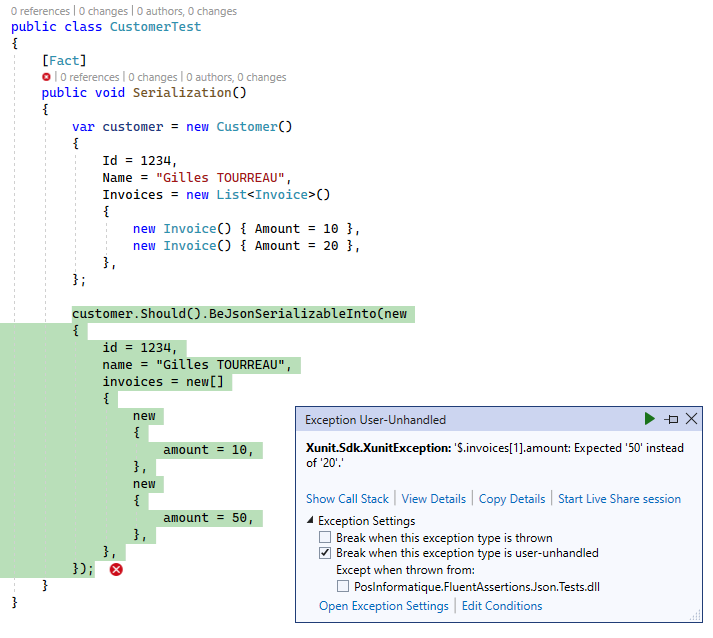 0 references | 0 changes | 0 authors, 0 changes
public class CustomerTest
{
[Fact]
| 0 references | 0 changes | 0 authors, 0 changes
public void Serialization()
{
var customer = new Customer()
{
Id = 1234,
Name = "Gilles TOURREAU",
Invoices = new List<Invoice>()
{
new Invoice() { Amount = 10 },
new Invoice() { Amount = 20 },
},
};
customer.Should().BeJsonSerializableInto(new
{
id = 1234,
name = "Gilles TOURREAU",
invoices = new[]
{
new
{
amount = 10,
},
new
{
amount = 50,
},
},
});
}
}
Exception User-Unhandled
Xunit.Sdk.XunitException: '$.invoices[1].amount: Expected '50' instead
of '20'.'
Show Call Stack | View Details | Copy Details | Start Live Share session
Exception Settings
Break when this exception type is thrown
Break when this exception type is user-unhandled
Except when thrown from:
PosInformatique.FluentAssertions.Json.Tests.dll
Open Exception Settings | Edit Conditions